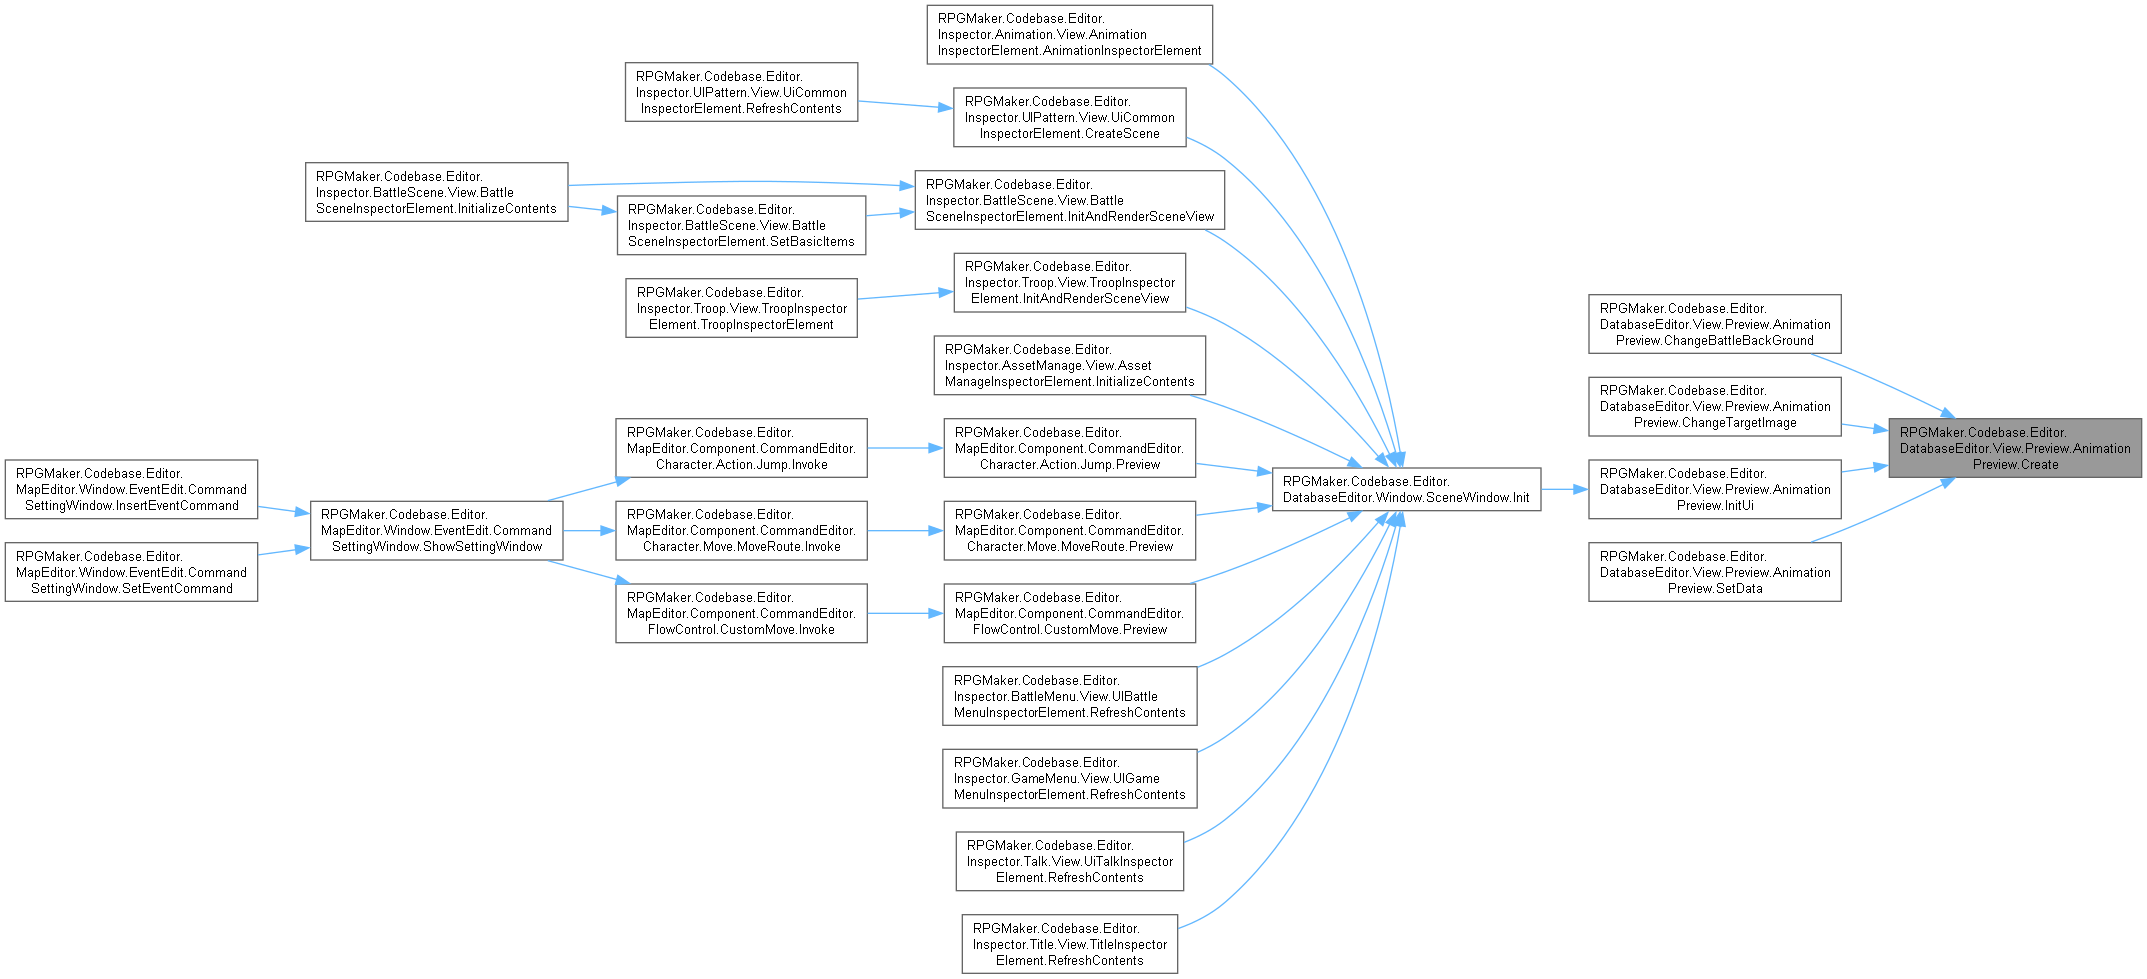 RPGMaker.Codebase.Editor.
Inspector.Animation.View.Animation
InspectorElement.AnimationInspectorElement
RPGMaker.Codebase.Editor.
Inspector.UIPattern.View.UiCommon
InspectorElement.RefreshContents
RPGMaker.Codebase.Editor.
Inspector.UIPattern.View.UiCommon
InspectorElement.CreateScene
RPGMaker.Codebase.Editor.
Inspector.BattleScene.View.Battle
SceneInspectorElement.InitializeContents
RPGMaker.Codebase.Editor.
Inspector.BattleScene.View.Battle
SceneInspectorElement.SetBasicItems
RPGMaker.Codebase.Editor.
Inspector.BattleScene.View.Battle
SceneInspectorElement.InitAndRenderSceneView
RPGMaker.Codebase.Editor.
Inspector.Troop.View.TroopInspector
Element.TroopInspectorElement
RPGMaker.Codebase.Editor.
Inspector.Troop.View.TroopInspector
Element.InitAndRenderSceneView
RPGMaker.Codebase.Editor.
Inspector.AssetManage.View.Asset
ManageInspectorElement.InitializeContents
RPGMaker.Codebase.Editor.
MapEditor.Window.EventEdit.Command
SettingWindow.InsertEventCommand
RPGMaker.Codebase.Editor.
MapEditor.Window.EventEdit.Command
SettingWindow.SetEventCommand
RPGMaker.Codebase.Editor.
MapEditor.Window.EventEdit.Command
SettingWindow.ShowSettingWindow
RPGMaker.Codebase.Editor.
MapEditor.Component.CommandEditor.
Character.Action.Jump.Invoke
RPGMaker.Codebase.Editor.
MapEditor.Component.CommandEditor.
Character.Action.Jump.Preview
RPGMaker.Codebase.Editor.
MapEditor.Component.CommandEditor.
Character.Move.MoveRoute.Invoke
RPGMaker.Codebase.Editor.
MapEditor.Component.CommandEditor.
Character.Move.MoveRoute.Preview
RPGMaker.Codebase.Editor.
MapEditor.Component.CommandEditor.
FlowControl.CustomMove.Invoke
RPGMaker.Codebase.Editor.
MapEditor.Component.CommandEditor.
FlowControl.CustomMove.Preview
RPGMaker.Codebase.Editor.
Inspector.BattleMenu.View.UIBattle
MenuInspectorElement.RefreshContents
RPGMaker.Codebase.Editor.
Inspector.GameMenu.View.UIGame
MenuInspectorElement.RefreshContents
RPGMaker.Codebase.Editor.
Inspector.Talk.View.UiTalkInspector
Element.RefreshContents
RPGMaker.Codebase.Editor.
Inspector.Title.View.TitleInspector
Element.RefreshContents
RPGMaker.Codebase.Editor.
DatabaseEditor.Window.SceneWindow.Init
RPGMaker.Codebase.Editor.
DatabaseEditor.View.Preview.Animation
Preview.ChangeBattleBackGround
RPGMaker.Codebase.Editor.
DatabaseEditor.View.Preview.Animation
Preview.ChangeTargetImage
RPGMaker.Codebase.Editor.
DatabaseEditor.View.Preview.Animation
Preview.InitUi
RPGMaker.Codebase.Editor.
DatabaseEditor.View.Preview.Animation
Preview.SetData
RPGMaker.Codebase.Editor.
DatabaseEditor.View.Preview.Animation
Preview.Create